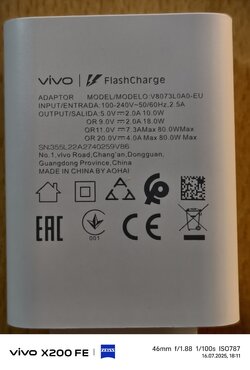 vivo FlashCharge
ADAPTOR MODEL/MODELO:V8073L0A0-EU
INPUT/ENTRADA:100-240V~50/60Hz,2.5A
OUTPUT/SALIDA:5.0V⎓2.0A 10.0W
OR 9.0V⎓2.0A 18.0W
OR11.0V⎓7.3AMax 80.0WMax
OR 20.0V⎓4.0A Max 80.0W Max
SN355L22A2740259V86
No.1,vivo Road,Chang'an,Dongguan,
Guangdong Province,China
MADE IN CHINA BY AOHAI
EAC
001
CE
vivo X200 FE
ZEISS
46mm f/1.88 1/100s ISO787
16.07.2025, 16:11